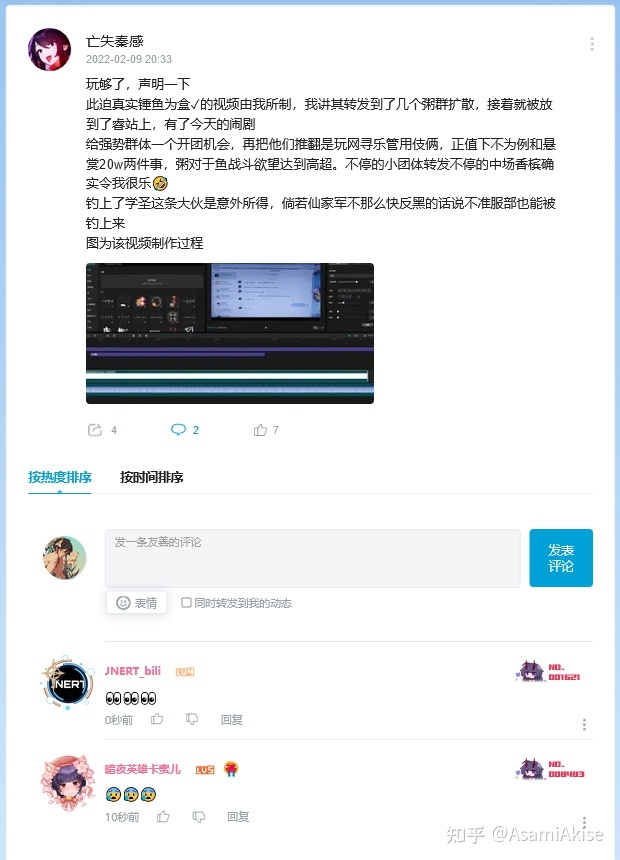 亡失秦感
2022-02-09 20:33
玩够了，声明一下
此迫真实锤鱼为盒✓的视频由我所制，我讲其转发到了几个粥群扩散，接着就被放
到了睿站上，有了今天的闹剧
给强势群体一个开团机会，再把他们推翻是玩网寻乐管用伎俩，正值下不为例和悬
赏20w两件事，粥对于鱼战斗欲望达到高超。不停的小团体转发不停的中场香槟确
实令我很乐🤣
钓上了学圣这条大伙是意外所得，倘若仙家军不那么快反黑的话说不准服部也能被
钓上来
图为该视频制作过程
4
2
7
按热度排序 按时间排序
发一条友善的评论
发表
评论
表情 同时转发到我的动态
JNERT_bili LV4
NERT
NO.
001621
👀👀👀
0秒前 回复
暗夜英雄卡蜜儿 LV5
NO.
008483
😰😰😰
10秒前 回复
知乎 @AsamiAkise